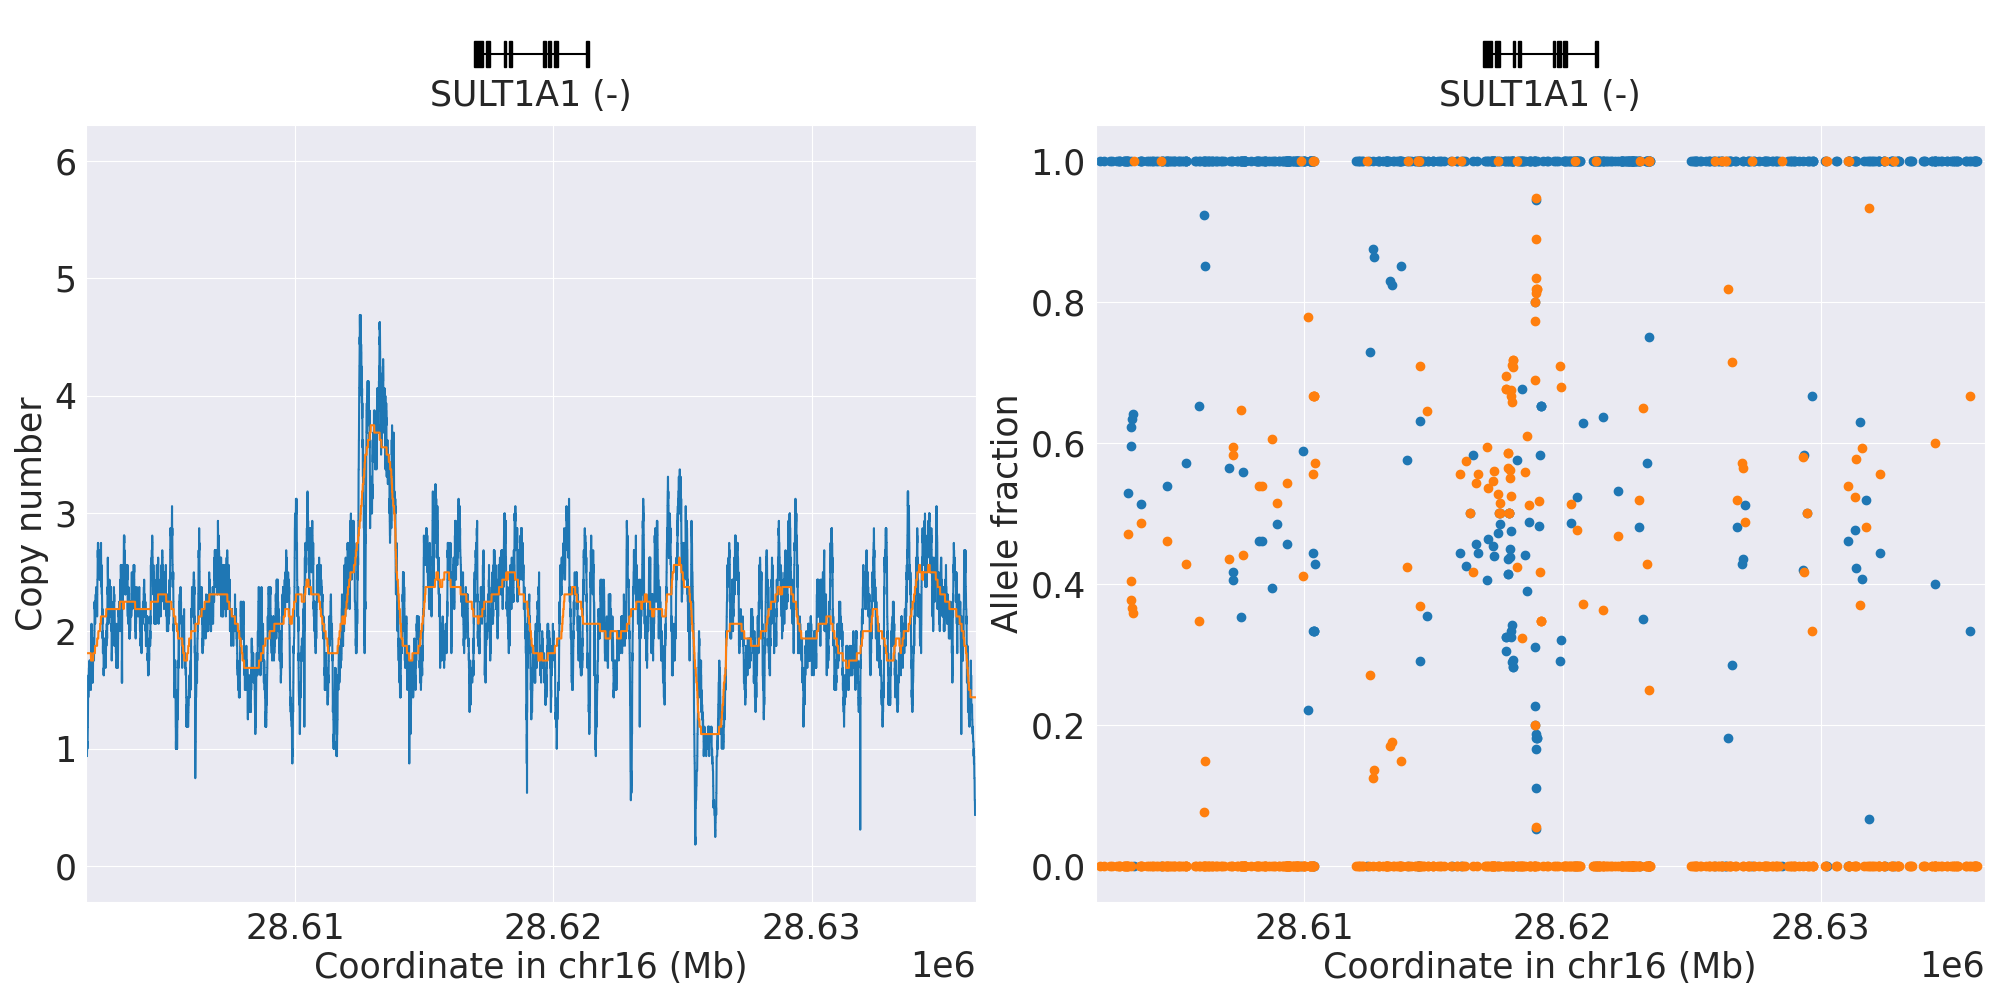 SULT1A1 (-)
SULT1A1 (-)
Copy number
6
5
4
3
2
1
0
28.61
28.62
28.63
Coordinate in chr16 (Mb)
1e6
Allele fraction
1.0
0.8
0.6
0.4
0.2
0.0
28.61
28.62
28.63
Coordinate in chr16 (Mb)
1e6